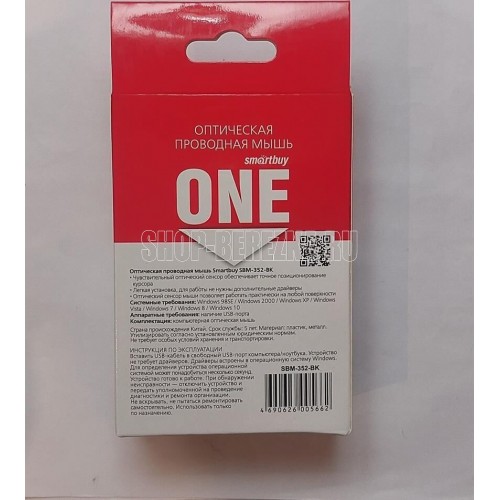 ОПТИЧЕСКАЯ
ПРОВОДНАЯ МЫШЬ
smartbuy
ONE
SHOP-BEREZKA.RU
Оптическая проводная мышь Smartbuy SBM-352-BK
• Чувствительный оптический сенсор обеспечивает точное позиционирование
курсора
• Легкая установка, для работы не нужны дополнительные драйверы
• Оптический сенсор мыши позволяет работать практически на любой поверхности
Системные требования: Windows 98SE / Windows 2000 / Windows XP / Windows
Vista / Windows 7 / Windows 8 / Windows 10
Аппаратные требования: наличие USB-порта
Комплектация: компьютерная оптическая мышь
Страна происхождения Китай. Срок службы: 5 лет. Материал: пластик, металл.
Утилизировать согласно установленным юридическим нормам.
Не требует особых условий хранения и транспортировки.
ИНСТРУКЦИЯ ПО ЭКСПЛУАТАЦИИ
Вставить USB-кабель в свободный USB-порт компьютера/ноутбука. Устройство
не требует драйверов. Драйверы встроены в операционную систему Windows.
Для определения устройства операционной
системой может понадобиться несколько секунд.
Устройство готово к работе. При обнаружении
неисправности — отключить устройство и
передать уполномоченной на проведение
диагностики и ремонта организации.
Не вскрывать, не пытаться ремонтировать
самостоятельно. Использовать только
по назначению.
SBM-352-BK
4 690626 005662